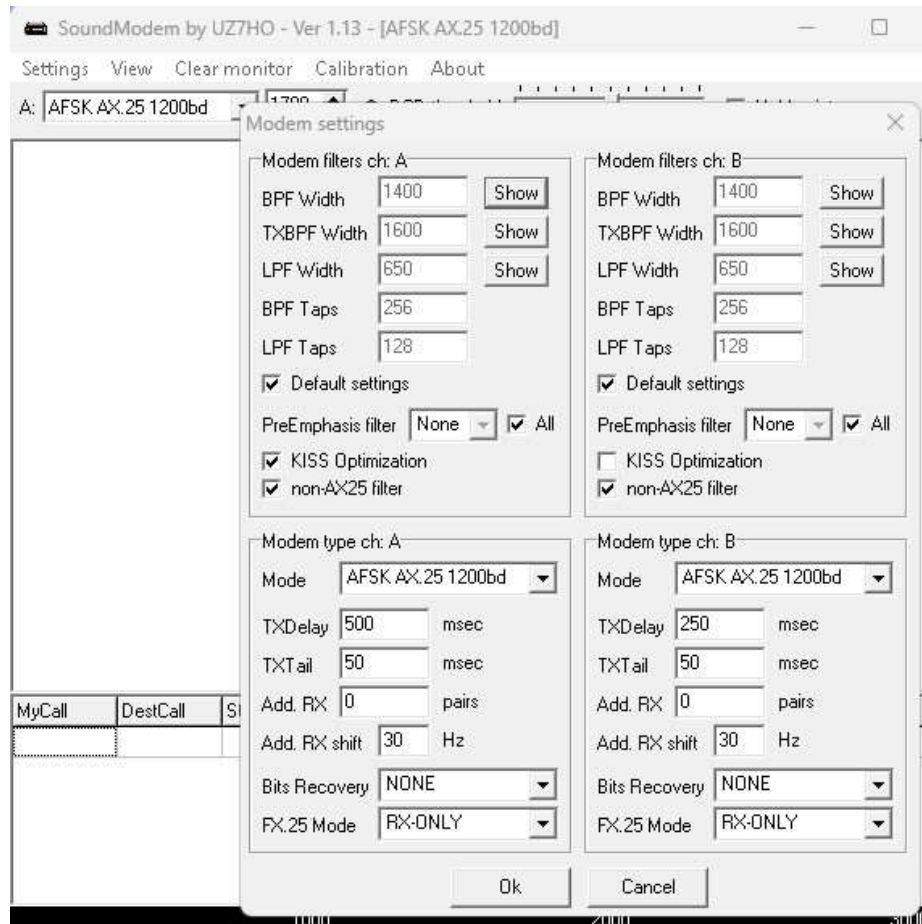 SoundModem by UZ7HO - Ver 1.13 - [AFSK AX.25 1200bd]
Settings View Clear monitor Calibration About
A: AFSK AX.25 1200bd
Modem settings
Modem filters ch: A
BPF Width 1400 Show
TXBPF Width 1600 Show
LPF Width 650 Show
BPF Taps 256
LPF Taps 128
Default settings
PreEmphasis filter None All
KISS Optimization
non-AX25 filter
Modem filters ch: B
BPF Width 1400 Show
TXBPF Width 1600 Show
LPF Width 650 Show
BPF Taps 256
LPF Taps 128
Default settings
PreEmphasis filter None All
KISS Optimization
non-AX25 filter
Modem type ch: A
Mode AFSK AX.25 1200bd
TXDelay 500 msec
TXTail 50 msec
Add. RX 0 pairs
Add. RX shift 30 Hz
Bits Recovery NONE
FX.25 Mode RX-ONLY
Modem type ch: B
Mode AFSK AX.25 1200bd
TXDelay 250 msec
TXTail 50 msec
Add. RX 0 pairs
Add. RX shift 30 Hz
Bits Recovery NONE
FX.25 Mode RX-ONLY
MyCall DestCall
Ok Cancel